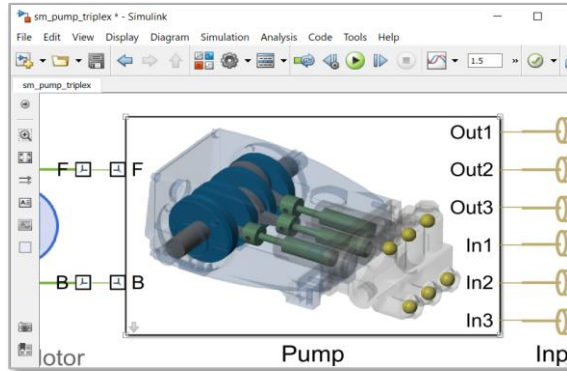 sm_pump_triplex * - Simulink
File Edit View Display Diagram Simulation Analysis Code Tools Help
1.5 »
sm_pump_triplex
F F
B B
Out1
Out2
Out3
In1
In2
In3
lotor
Pump
Inp